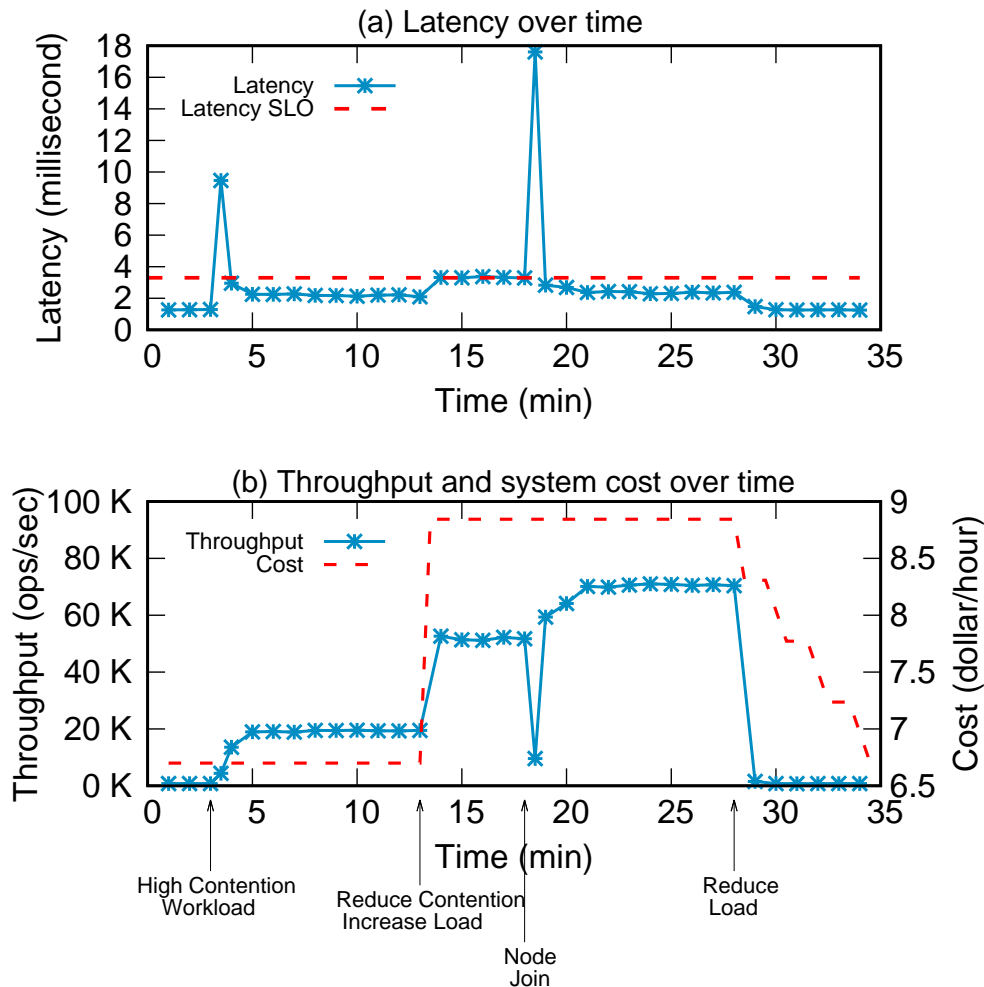 (a) Latency over time
Latency (millisecond)
18
16
14
12
10
8
6
4
2
0
Latency
Latency SLO
0 5 10 15 20 25 30 35
Time (min)
(b) Throughput and system cost over time
Throughput (ops/sec)
100 K
80 K
60 K
40 K
20 K
0 K
Throughput
Cost
9
8.5
8
7.5
7
6.5
Cost (dollar/hour)
0 5 10 15 20 25 30 35
Time (min)
High Contention
Workload
Reduce Contention
Increase Load
Node
Join
Reduce
Load